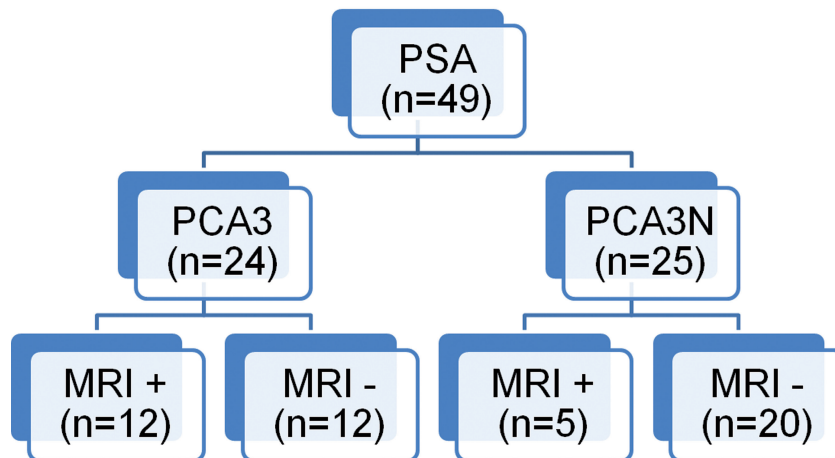 PSA
(n=49)
PCA3
(n=24)
PCA3N
(n=25)
MRI +
(n=12)
MRI -
(n=12)
MRI +
(n=5)
MRI -
(n=20)